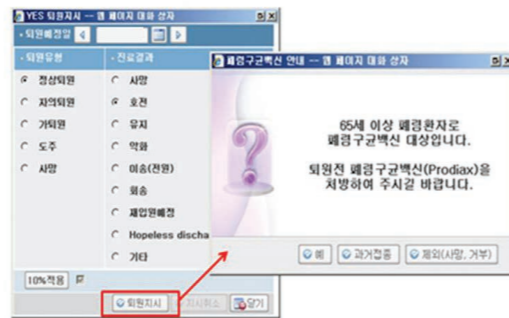 YES 퇴원지시 -- 웹 페이지 대화 상자
· 퇴원예정일
· 퇴원유형
· 진료결과
정상퇴원
자의퇴원
가퇴원
도주
사망
사망
호전
유지
악화
이송(전원)
회송
재입원예정
Hopeless discha
기타
10%적용
퇴원지시
지시취소
닫기
폐렴구균백신 안내 -- 웹 페이지 대화 상자
65세 이상 폐렴환자로
폐렴구균백신 대상입니다.
퇴원전 폐렴구균백신(Prodiax)을
처방하여 주시길 바랍니다.
예
과거접종
제외(사망, 거부)